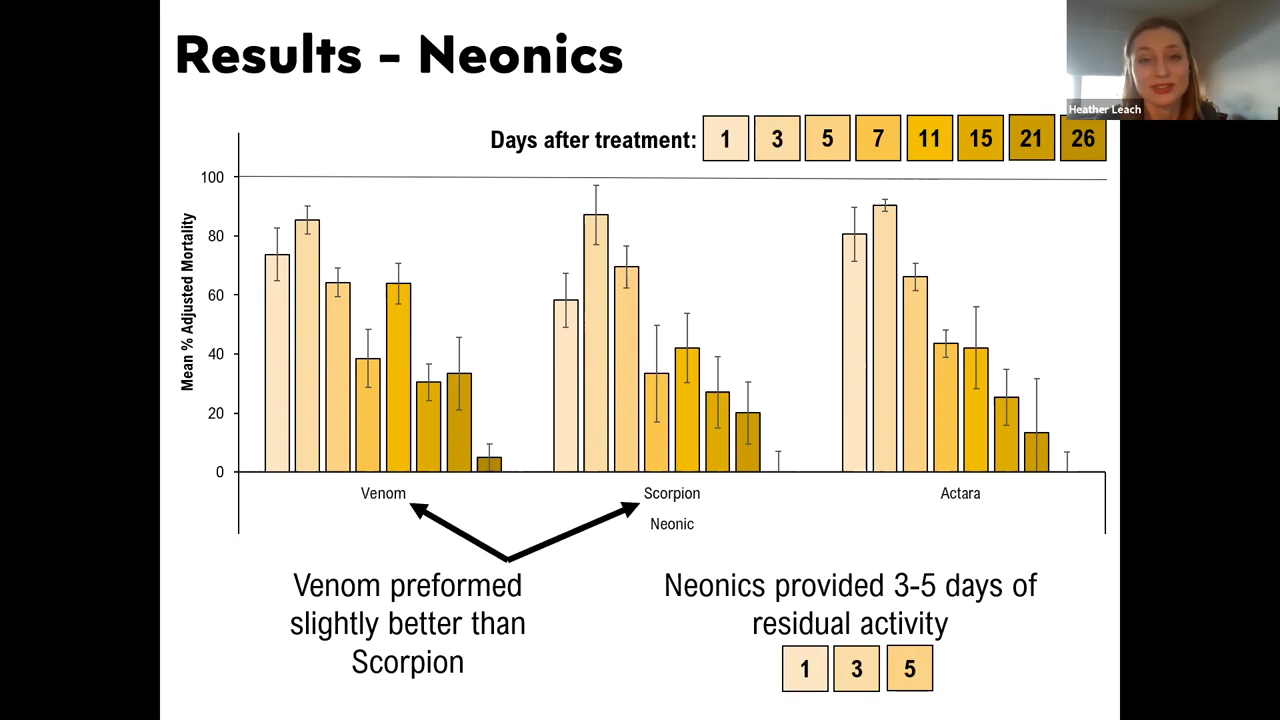 Results - Neonics
Heather Leach
Days after treatment: 1 3 5 7 11 15 21 26
Mean % Adjusted Mortality
100
80
60
40
20
0
Venom Scorpion Actara
Neonic
Venom preformed
slightly better than
Scorpion
Neonics provided 3-5 days of
residual activity
1 3 5